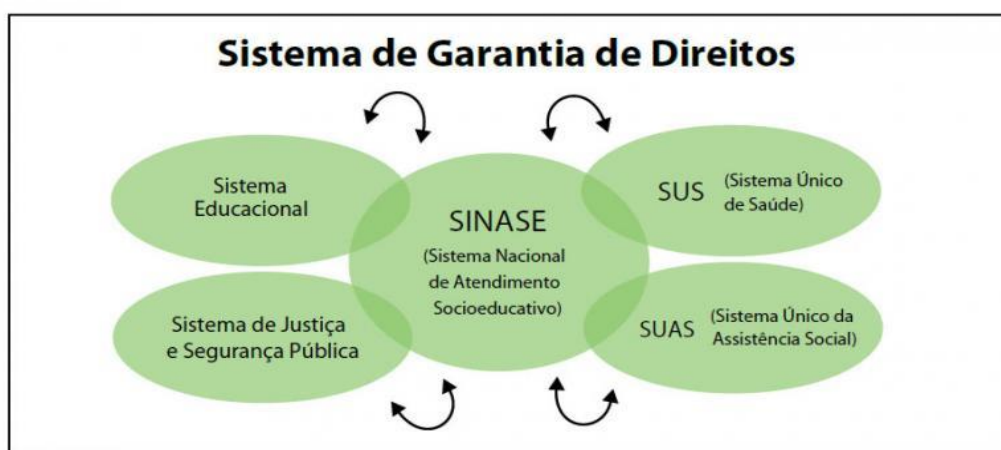 Sistema de Garantia de Direitos
Sistema
Educacional
SUS (Sistema Único
de Saúde)
SINASE
(Sistema Nacional
de Atendimento
Socioeducativo)
Sistema de Justiça
e Segurança Pública
SUAS (Sistema Único da
Assistência Social)